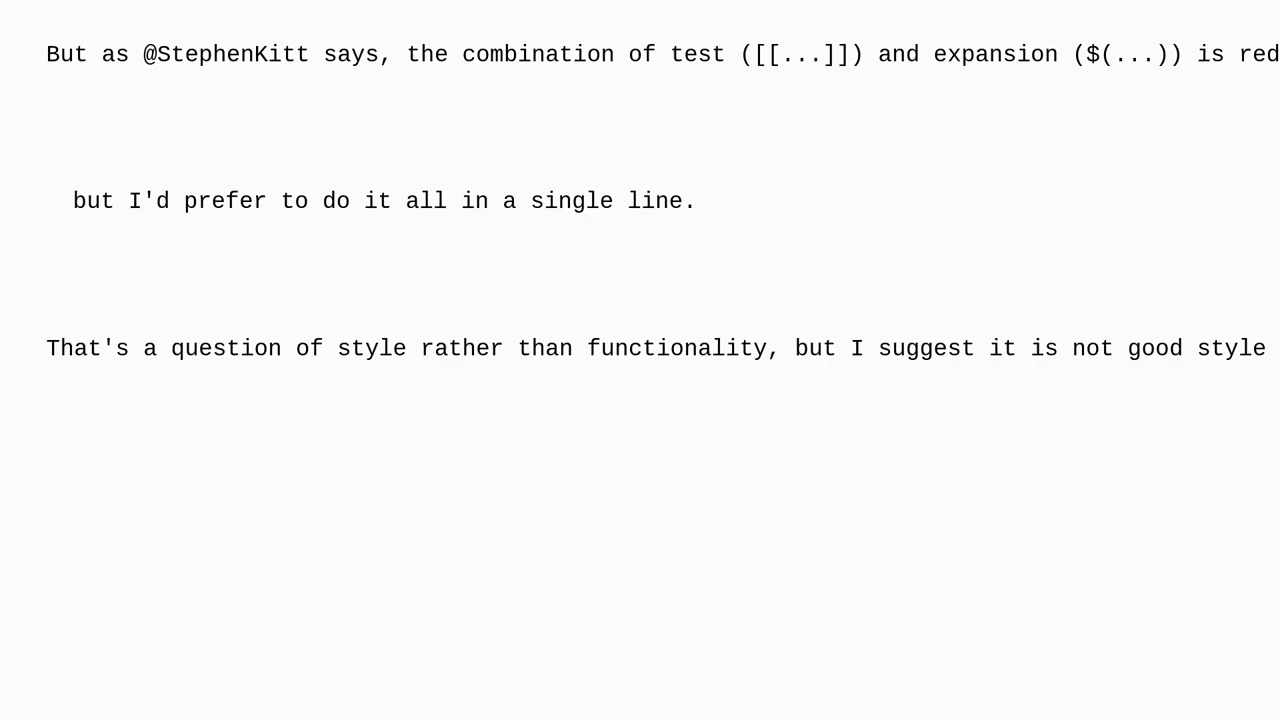 But as @StephenKitt says, the combination of test ([[...]]) and expansion ($(...)) is red
but I'd prefer to do it all in a single line.
That's a question of style rather than functionality, but I suggest it is not good style